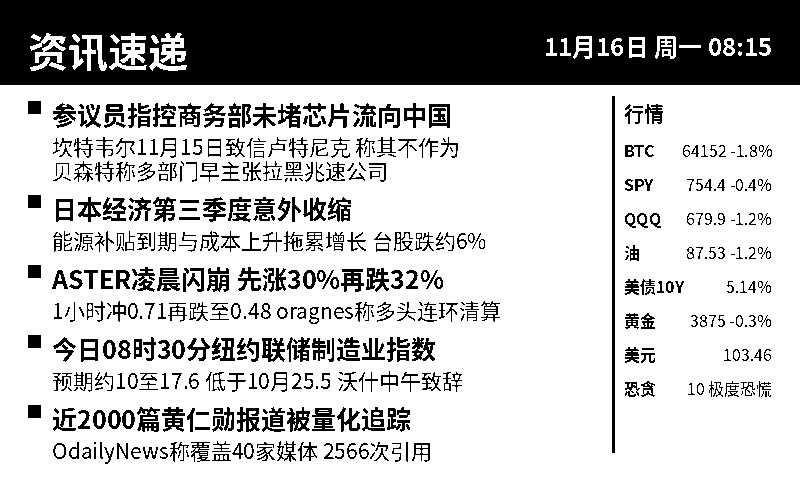 资讯速递
11月16日 周一 08:15
参议员指控商务部未堵芯片流向中国
坎特韦尔11月15日致信卢特尼克 称其不作为
贝森特称多部门早主张拉黑兆速公司
日本经济第三季度意外收缩
能源补贴到期与成本上升拖累增长 台股跌约6%
ASTER凌晨闪崩 先涨30%再跌32%
1小时冲0.71再跌至0.48 oragnes称多头连环清算
今日08时30分纽约联储制造业指数
预期约10至17.6 低于10月25.5 沃什中午致辞
近2000篇黄仁勋报道被量化追踪
OdailyNews称覆盖40家媒体 2566次引用
行情
BTC 64152 -1.8%
SPY 754.4 -0.4%
QQQ 679.9 -1.2%
油 87.53 -1.2%
美债10Y 5.14%
黄金 3875 -0.3%
美元 103.46
恐贪 10 极度恐慌